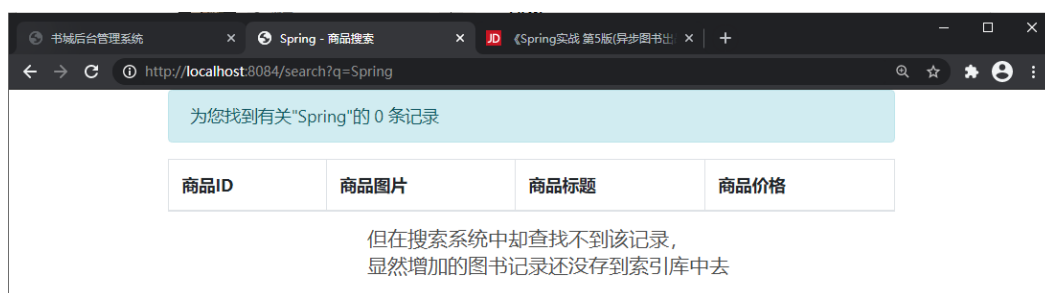 书城后台管理系统
Spring - 商品搜索
JD 《Spring实战 第5版(异步图书出
http://localhost:8084/search?q=Spring
为您找到有关"Spring"的 0 条记录
商品ID 商品图片 商品标题 商品价格
但在搜索系统中却查找不到该记录，
显然增加的图书记录还没存到索引库中去